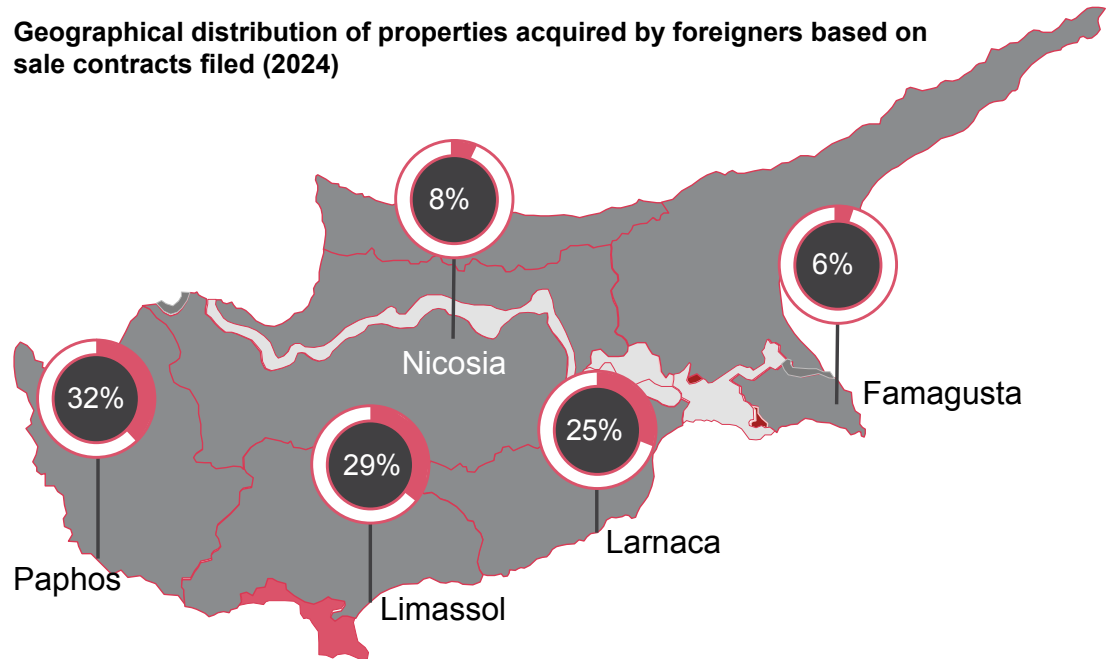 Geographical distribution of properties acquired by foreigners based on
sale contracts filed (2024)
8%
Nicosia
6%
Famagusta
32%
Paphos
29%
Limassol
25%
Larnaca